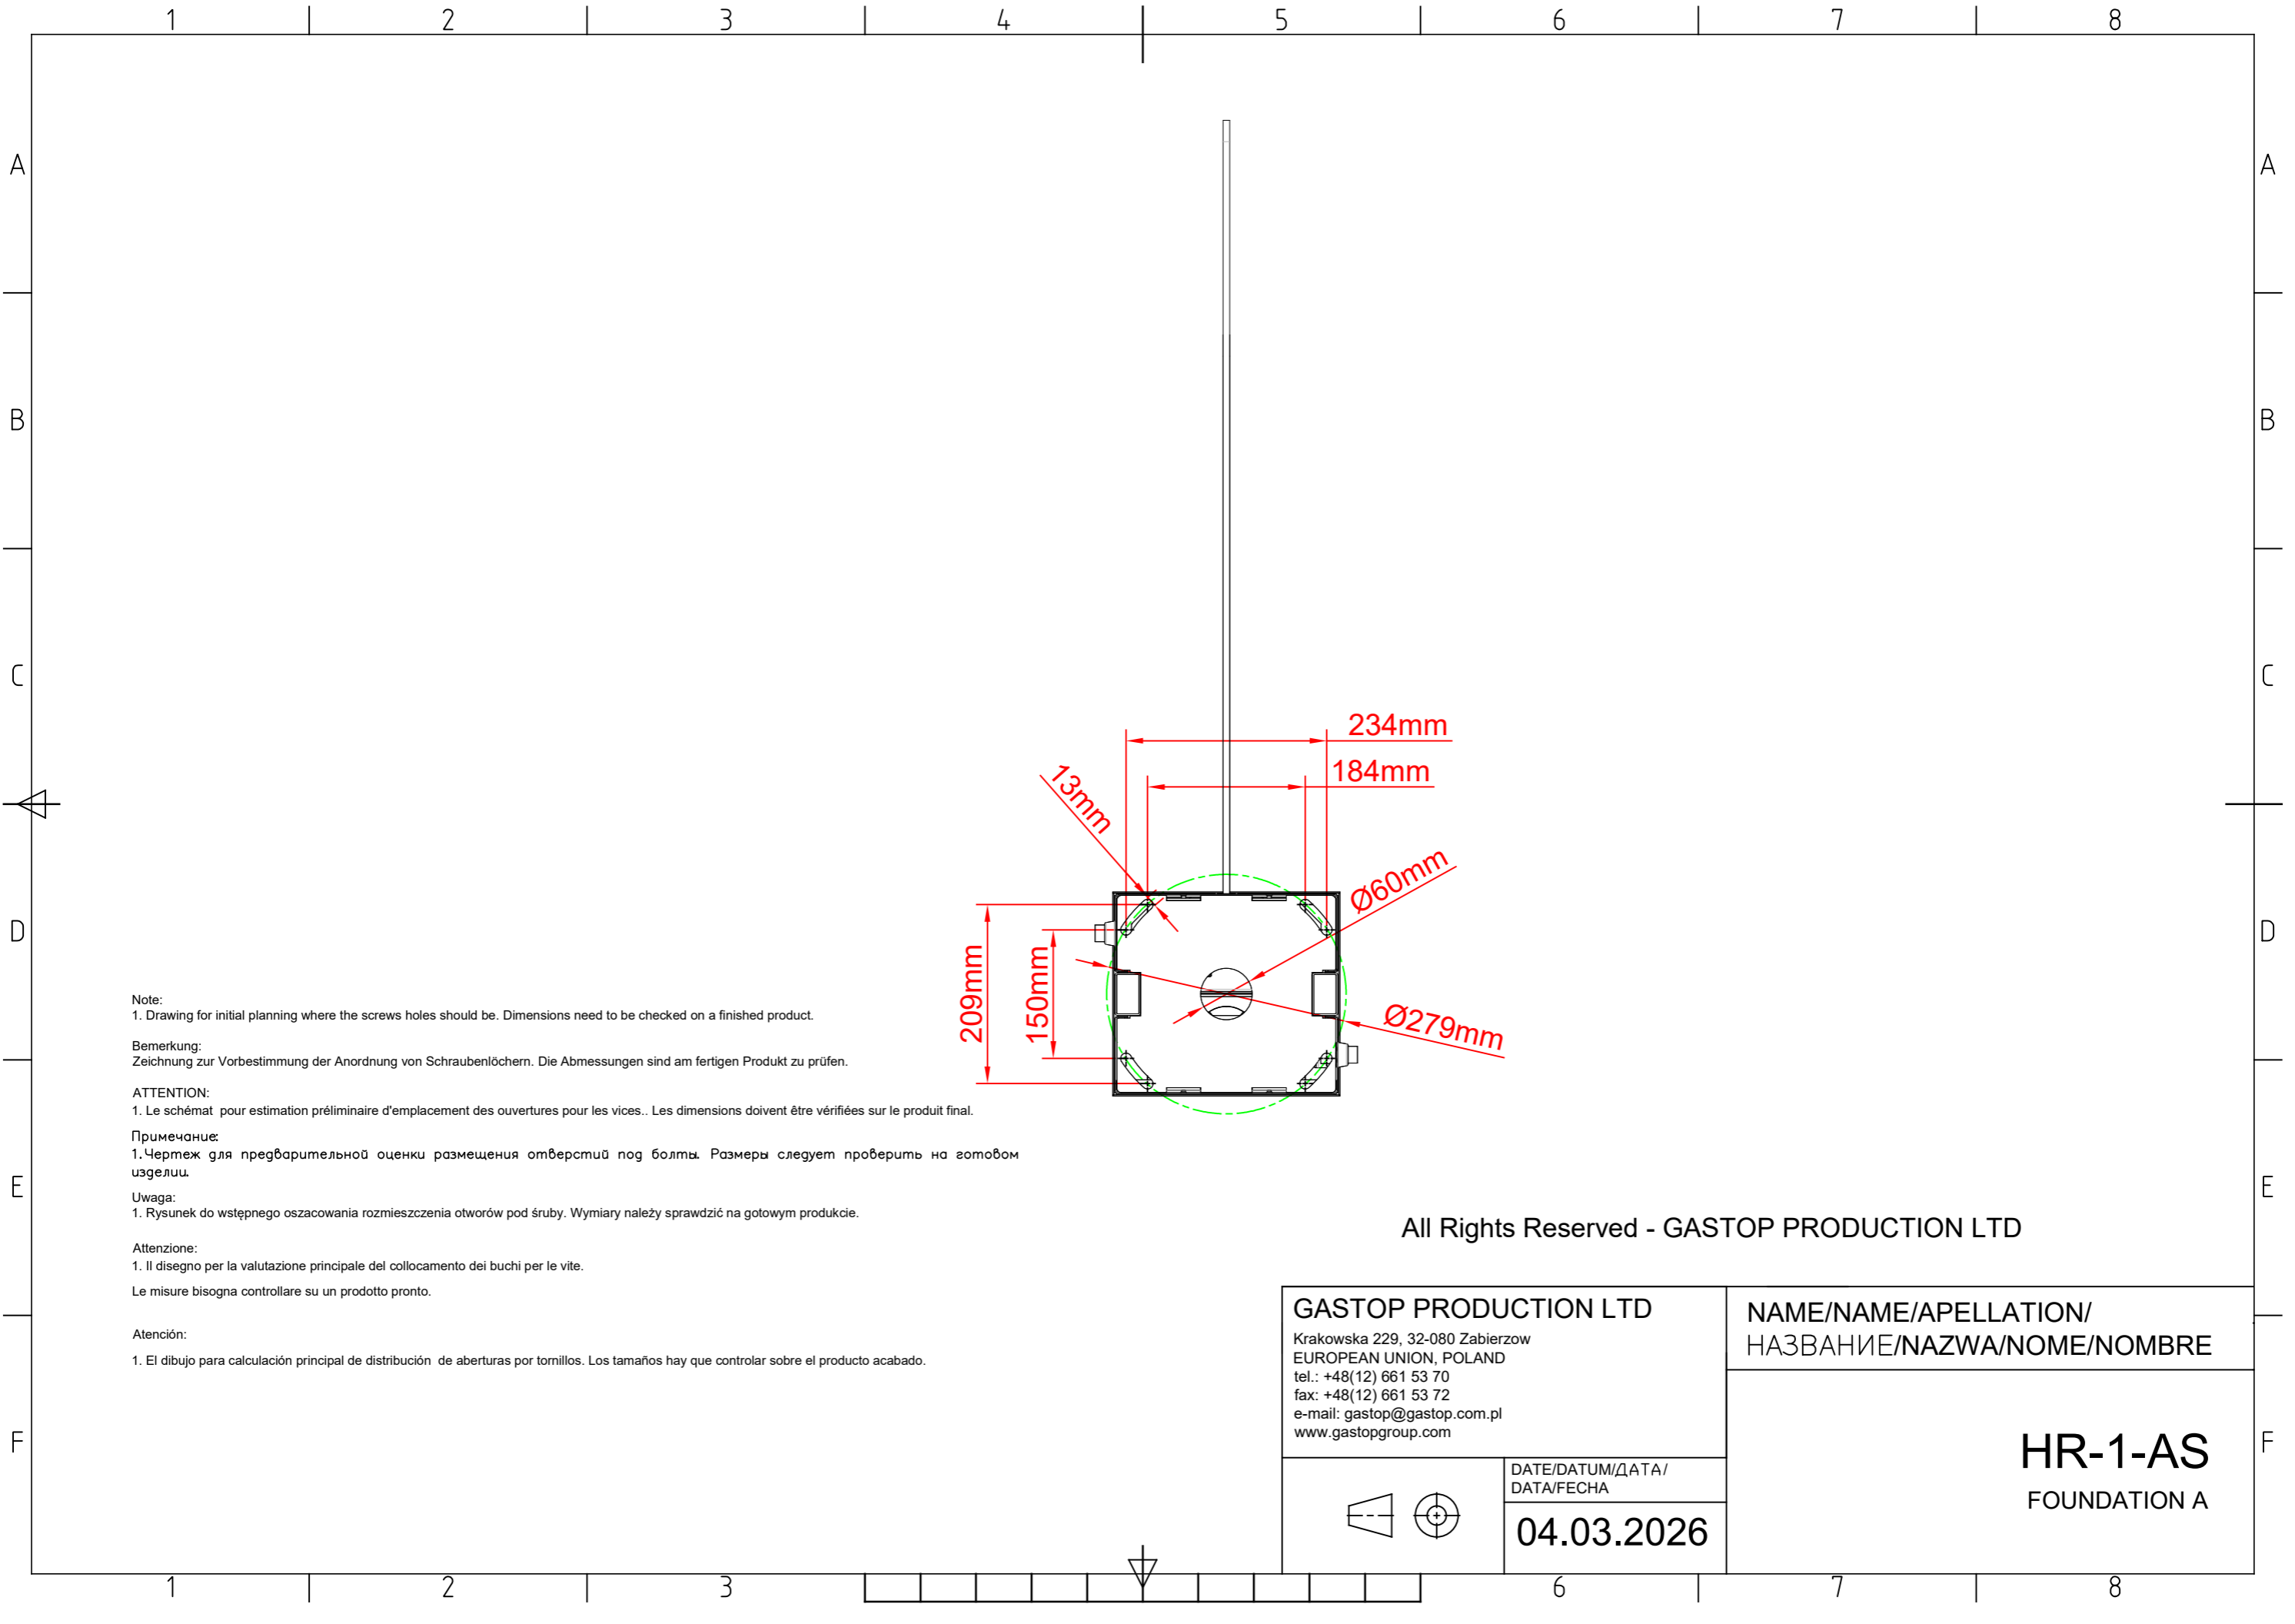 1 2 3 4 5 6 7 8
A A
B B
C C
234mm
184mm
13mm
Ø60mm
D D
209mm
150mm
Ø279mm
Note:
1. Drawing for initial planning where the screws holes should be. Dimensions need to be checked on a finished product.
Bemerkung:
Zeichnung zur Vorbestimmung der Anordnung von Schraubenlöchern. Die Abmessungen sind am fertigen Produkt zu prüfen.
ATTENTION:
1. Le schémat pour estimation préliminaire d'emplacement des ouvertures pour les vices.. Les dimensions doivent être vérifiées sur le produit final.
Примечание:
1.Чертеж для предварительной оценки размещения отверстий под болты. Размеры следует проверить на готовом
изделии.
E E
Uwaga:
1. Rysunek do wstępnego oszacowania rozmieszczenia otworów pod śruby. Wymiary należy sprawdzić na gotowym produkcie.
Attenzione:
1. Il disegno per la valutazione principale del collocamento dei buchi per le vite.
Le misure bisogna controllare su un prodotto pronto.
Atención:
1. El dibujo para calculación principal de distribución de aberturas por tornillos. Los tamaños hay que controlar sobre el producto acabado.
All Rights Reserved - GASTOP PRODUCTION LTD
GASTOP PRODUCTION LTD
Krakowska 229, 32-080 Zabierzow
EUROPEAN UNION, POLAND
tel.: +48(12) 661 53 70
fax: +48(12) 661 53 72
e-mail: gastop@gastop.com.pl
www.gastopgroup.com
NAME/NAME/APELLATION/
НАЗВАНИЕ/NAZWA/NOME/NOMBRE
F F
HR-1-AS
FOUNDATION A
DATE/DATUM/ДАТА/
DATA/FECHA
04.03.2026
1 2 3 6 7 8